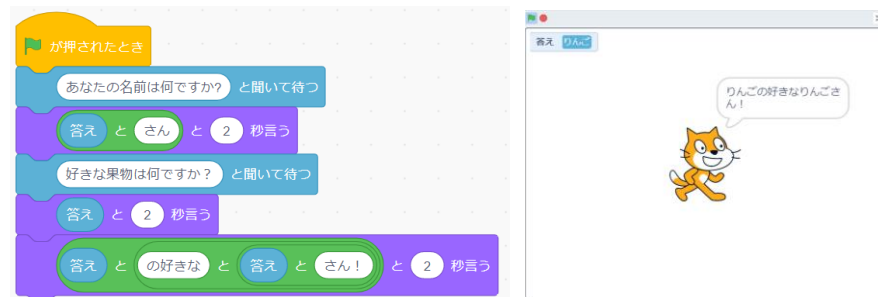 が押されたとき
あなたの名前は何ですか? と聞いて待つ
答え と さん と 2 秒言う
好きな果物は何ですか？ と聞いて待つ
答え と 2 秒言う
答え と の好きな と 答え と さん！ と 2 秒言う
答え りんご
りんごの好きなりんごさ
ん！